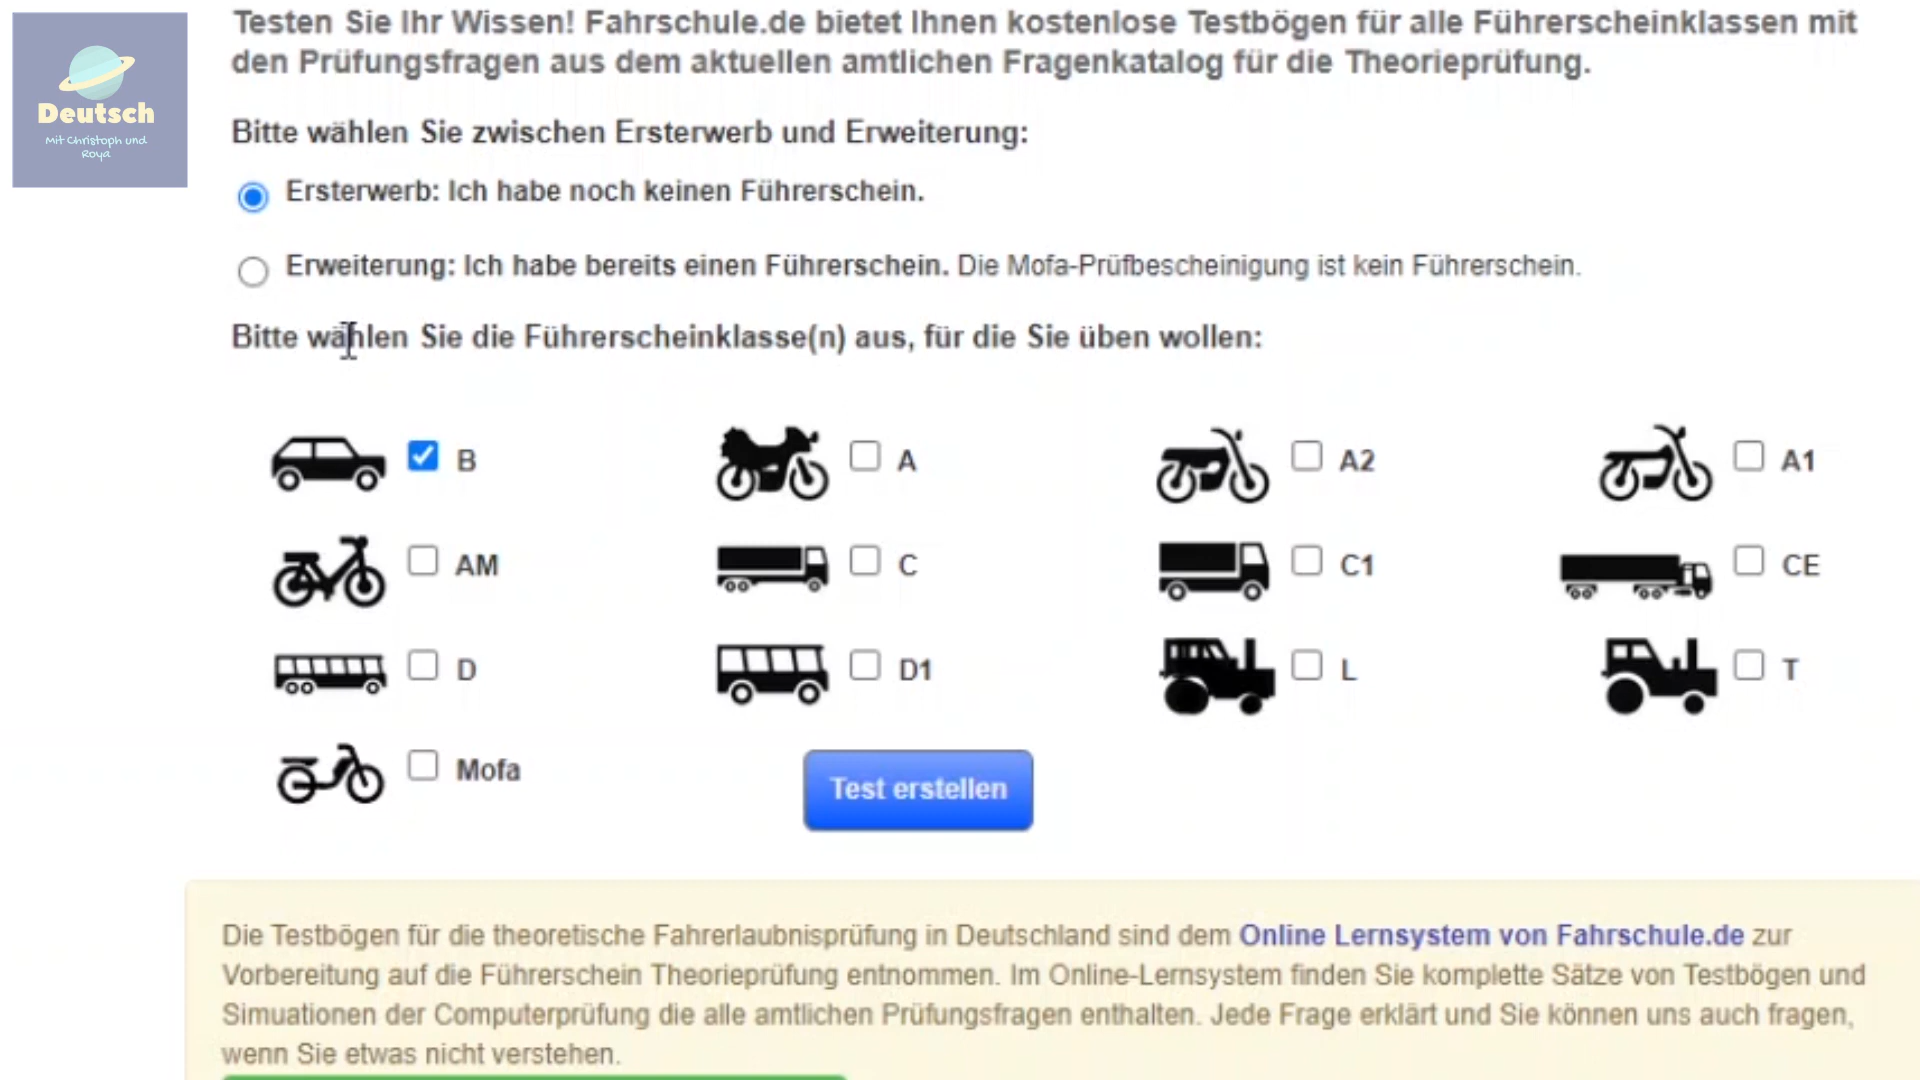 Testen Sie Ihr Wissen! Fahrschule.de bietet Ihnen kostenlose Testbögen für alle Führerscheinklassen mit
den Prüfungsfragen aus dem aktuellen amtlichen Fragenkatalog für die Theorieprüfung.
Deutsch
Mit Christoph und
Roya
Bitte wählen Sie zwischen Ersterwerb und Erweiterung:
Ersterwerb: Ich habe noch keinen Führerschein.
Erweiterung: Ich habe bereits einen Führerschein. Die Mofa-Prüfbescheinigung ist kein Führerschein.
Bitte wählen Sie die Führerscheinklasse(n) aus, für die Sie üben wollen:
B A A2 A1
AM C C1 CE
D D1 L T
Mofa
Test erstellen
Die Testbögen für die theoretische Fahrerlaubnisprüfung in Deutschland sind dem Online Lernsystem von Fahrschule.de zur
Vorbereitung auf die Führerschein Theorieprüfung entnommen. Im Online-Lernsystem finden Sie komplette Sätze von Testbögen und
Simuationen der Computerprüfung die alle amtlichen Prüfungsfragen enthalten. Jede Frage erklärt und Sie können uns auch fragen,
wenn Sie etwas nicht verstehen.